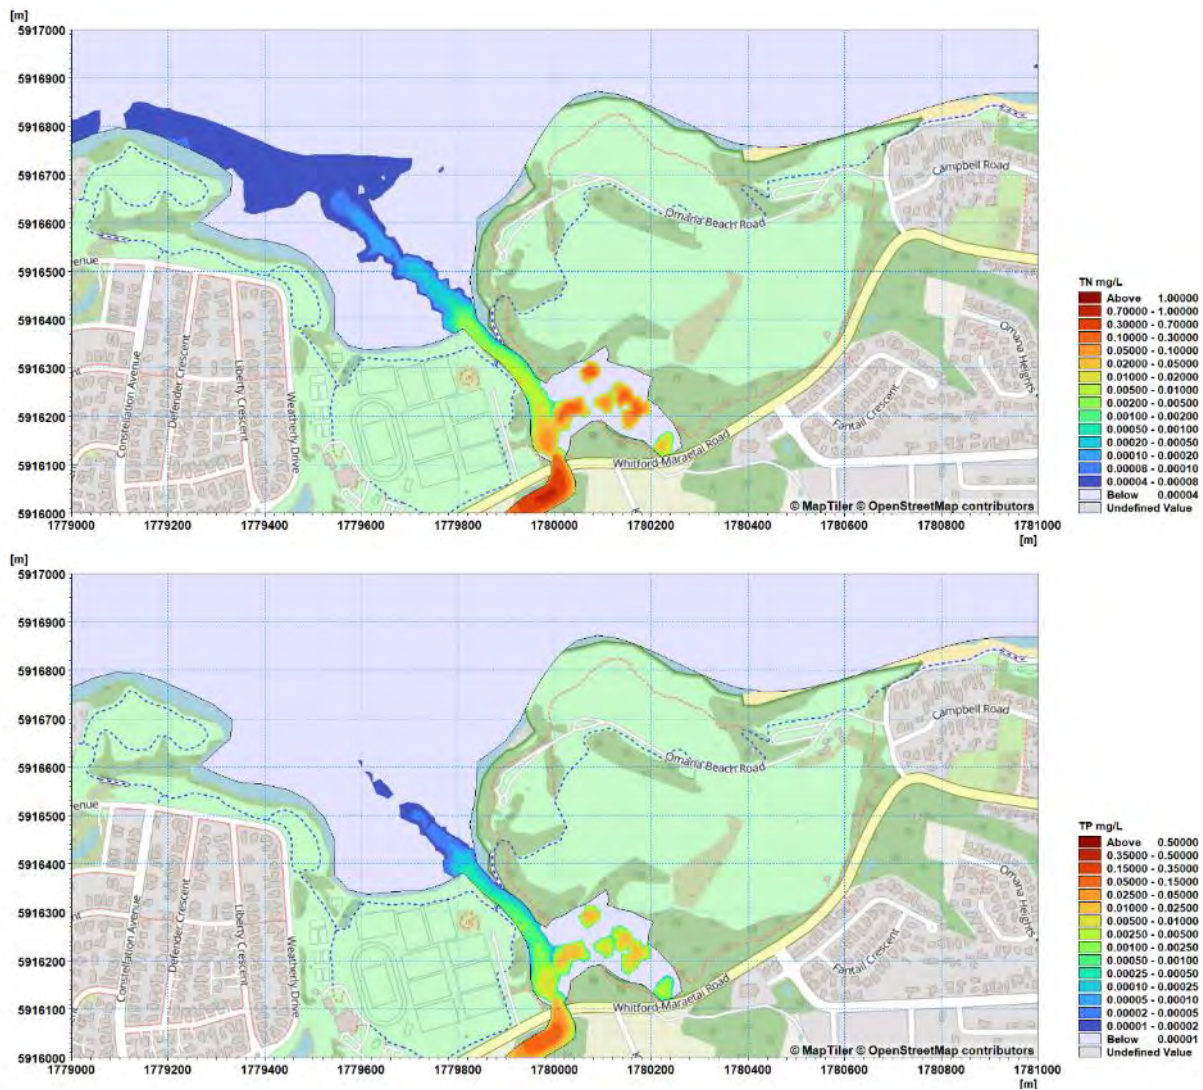 [m]
5917000
5916900
5916800
5916700
5916600
5916500
5916400
5916300
5916200
5916100
5916000
1779000 1779200 1779400 1779600 1779800 1780000 1780200 1780400 1780600 1780800 1781000
[m]
enue
Constellation Avenue
Defender Crescent
Liberty Crescent
Weatherly Drive
Omana Beach Road
Campbell Road
Omana Heights
Fantail Crescent
Whitford-Maraetai Road
© MapTiler © OpenStreetMap contributors
TN mg/L
Above 1.00000
0.70000 - 1.00000
0.30000 - 0.70000
0.10000 - 0.30000
0.05000 - 0.10000
0.02000 - 0.05000
0.01000 - 0.02000
0.00500 - 0.01000
0.00200 - 0.00500
0.00100 - 0.00200
0.00050 - 0.00100
0.00020 - 0.00050
0.00010 - 0.00020
0.00008 - 0.00010
0.00004 - 0.00008
Below 0.00004
Undefined Value
[m]
5917000
5916900
5916800
5916700
5916600
5916500
5916400
5916300
5916200
5916100
5916000
1779000 1779200 1779400 1779600 1779800 1780000 1780200 1780400 1780600 1780800 1781000
[m]
enue
Constellation Avenue
Defender Crescent
Liberty Crescent
Weatherly Drive
Omana Beach Road
Campbell Road
Omana Heights
Fantail Crescent
Whitford-Maraetai Road
© MapTiler © OpenStreetMap contributors
TP mg/L
Above 0.50000
0.35000 - 0.50000
0.15000 - 0.35000
0.05000 - 0.15000
0.02500 - 0.05000
0.01000 - 0.02500
0.00500 - 0.01000
0.00250 - 0.00500
0.00100 - 0.00250
0.00050 - 0.00100
0.00025 - 0.00050
0.00010 - 0.00025
0.00005 - 0.00010
0.00002 - 0.00005
0.00001 - 0.00002
Below 0.00001
Undefined Value